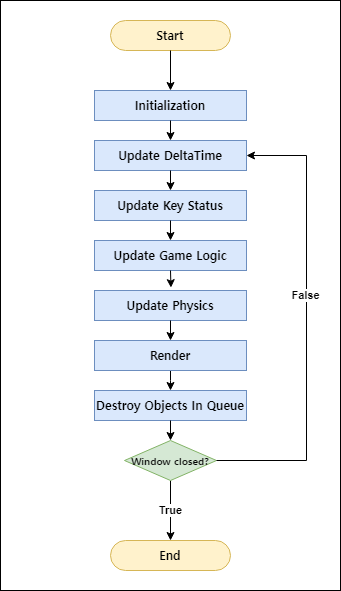 Start
Initialization
Update DeltaTime
Update Key Status
Update Game Logic
False
Update Physics
Render
Destroy Objects In Queue
Window closed?
True
End